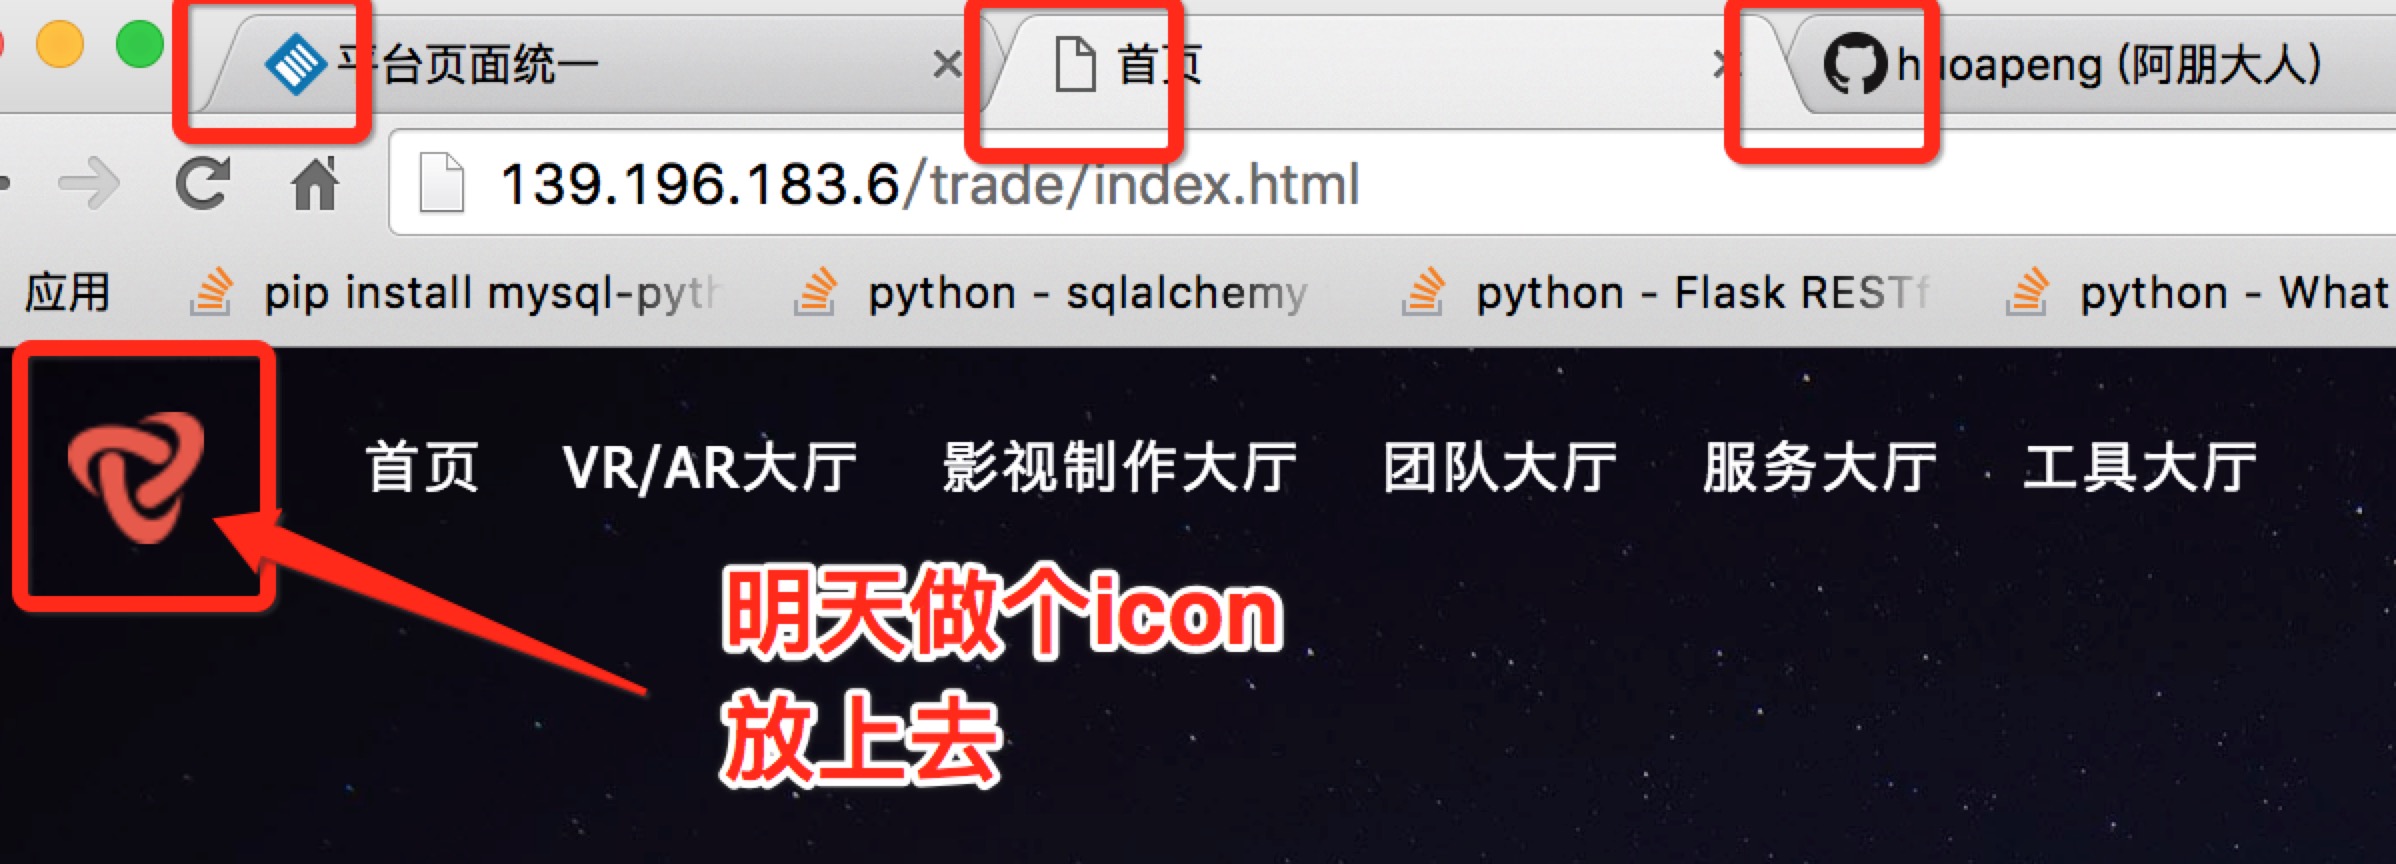 平台页面统一
首页
huoapeng (阿朋大人)
139.196.183.6/trade/index.html
应用
pip install mysql-pyth
python - sqlalchemy
python - Flask RESTf
python - What
首页
VR/AR大厅
影视制作大厅
团队大厅
服务大厅
工具大厅
明天做个icon
放上去